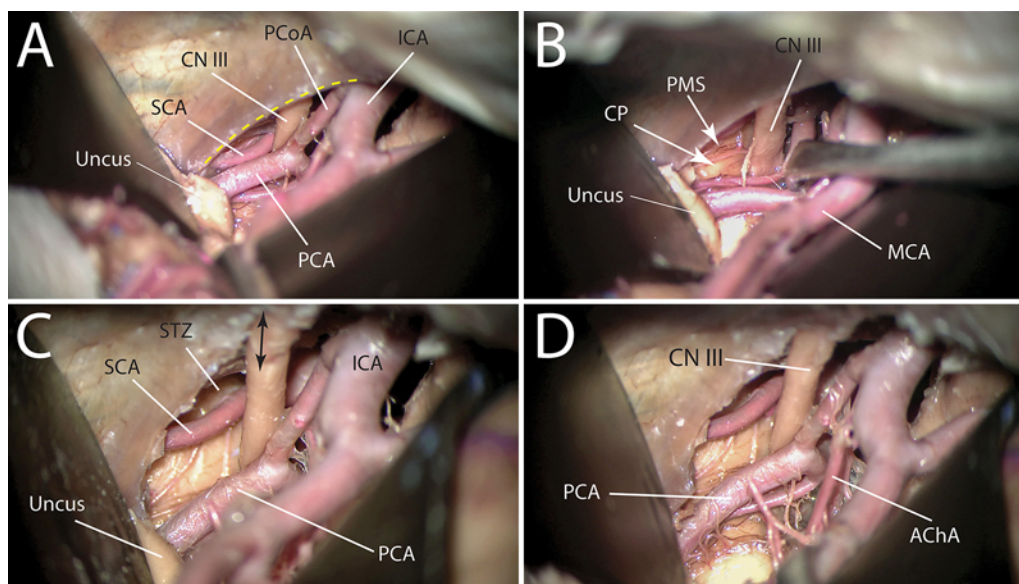 A
PCoA
ICA
CN III
SCA
Uncus
PCA
B
CN III
PMS
CP
Uncus
MCA
C
STZ
SCA
ICA
Uncus
PCA
D
CN III
PCA
AChA